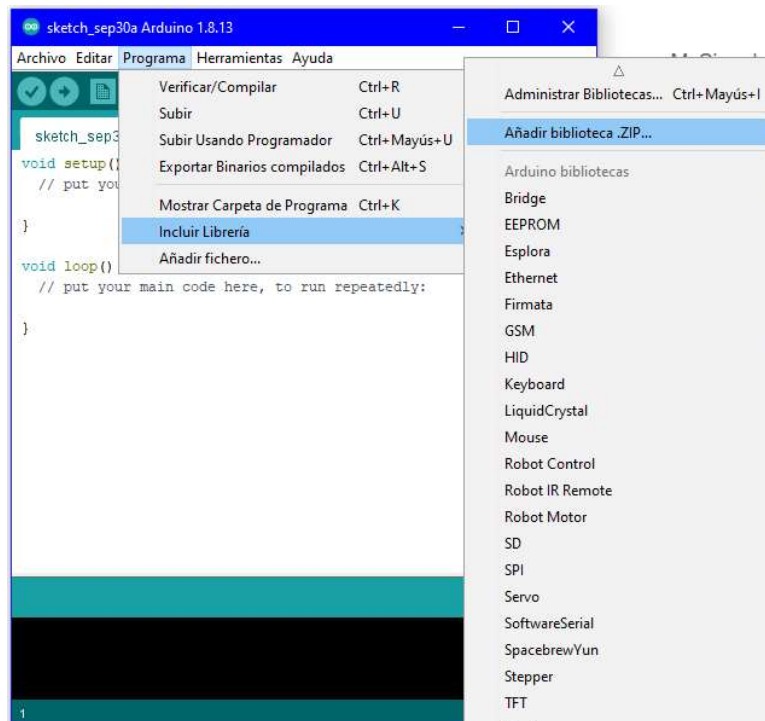 sketch_sep30a Arduino 1.8.13
Archivo Editar Programa Herramientas Ayuda
Verificar/Compilar Ctrl+R
Subir Ctrl+U
Subir Usando Programador Ctrl+Mayús+U
Exportar Binarios compilados Ctrl+Alt+S
Mostrar Carpeta de Programa Ctrl+K
Incluir Librería
Añadir fichero...
Administrar Bibliotecas... Ctrl+Mayús+I
Añadir biblioteca .ZIP...
Arduino bibliotecas
Bridge
EEPROM
Esplora
Ethernet
Firmata
GSM
HID
Keyboard
LiquidCrystal
Mouse
Robot Control
Robot IR Remote
Robot Motor
SD
SPI
Servo
SoftwareSerial
SpacebrewYun
Stepper
TFT
sketch_sep3
void setup()
// put you
}
void loop()
// put your main code here, to run repeatedly:
}
1